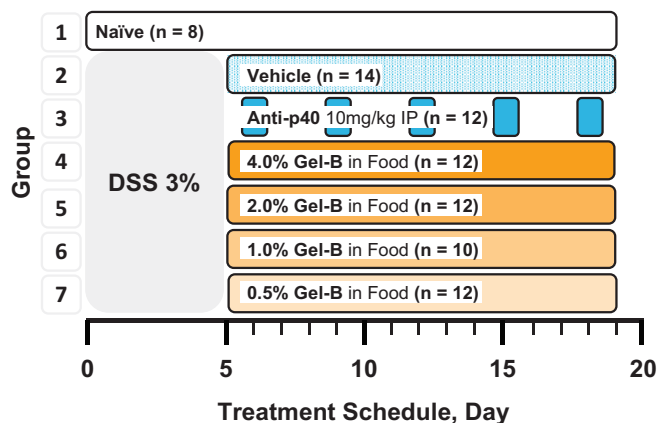 1 Naïve (n = 8)
2 Vehicle (n = 14)
3 Anti-p40 10mg/kg IP (n = 12)
4 4.0% Gel-B in Food (n = 12)
5 2.0% Gel-B in Food (n = 12)
6 1.0% Gel-B in Food (n = 10)
7 0.5% Gel-B in Food (n = 12)
Group
DSS 3%
0 5 10 15 20
Treatment Schedule, Day